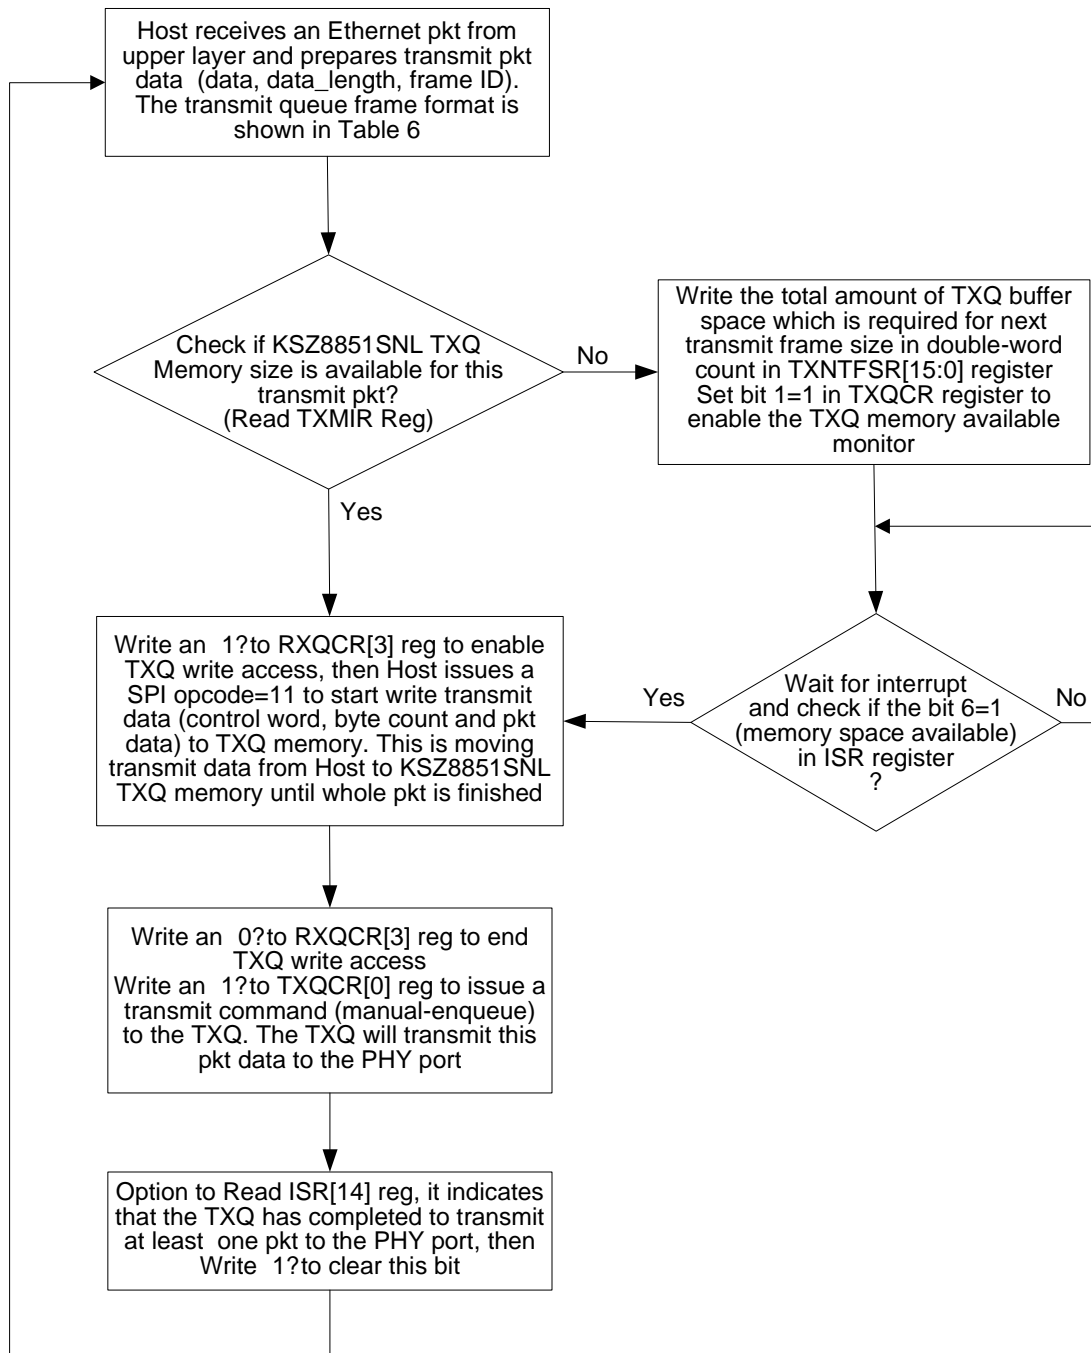 Host receives an Ethernet pkt from
upper layer and prepares transmit pkt
data (data, data_length, frame ID).
The transmit queue frame format is
shown in Table 6
Check if KSZ8851SNL TXQ
Memory size is available for this
transmit pkt?
(Read TXMIR Reg)
No
Write the total amount of TXQ buffer
space which is required for next
transmit frame size in double-word
count in TXNTFSR[15:0] register
Set bit 1=1 in TXQCR register to
enable the TXQ memory available
monitor
Yes
Write an 1?to RXQCR[3] reg to enable
TXQ write access, then Host issues a
SPI opcode=11 to start write transmit
data (control word, byte count and pkt
data) to TXQ memory. This is moving
transmit data from Host to KSZ8851SNL
TXQ memory until whole pkt is finished
Yes
Wait for interrupt
and check if the bit 6=1
(memory space available)
in ISR register
?
No
Write an 0?to RXQCR[3] reg to end
TXQ write access
Write an 1?to TXQCR[0] reg to issue a
transmit command (manual-enqueue)
to the TXQ. The TXQ will transmit this
pkt data to the PHY port
Option to Read ISR[14] reg, it indicates
that the TXQ has completed to transmit
at least one pkt to the PHY port, then
Write 1?to clear this bit